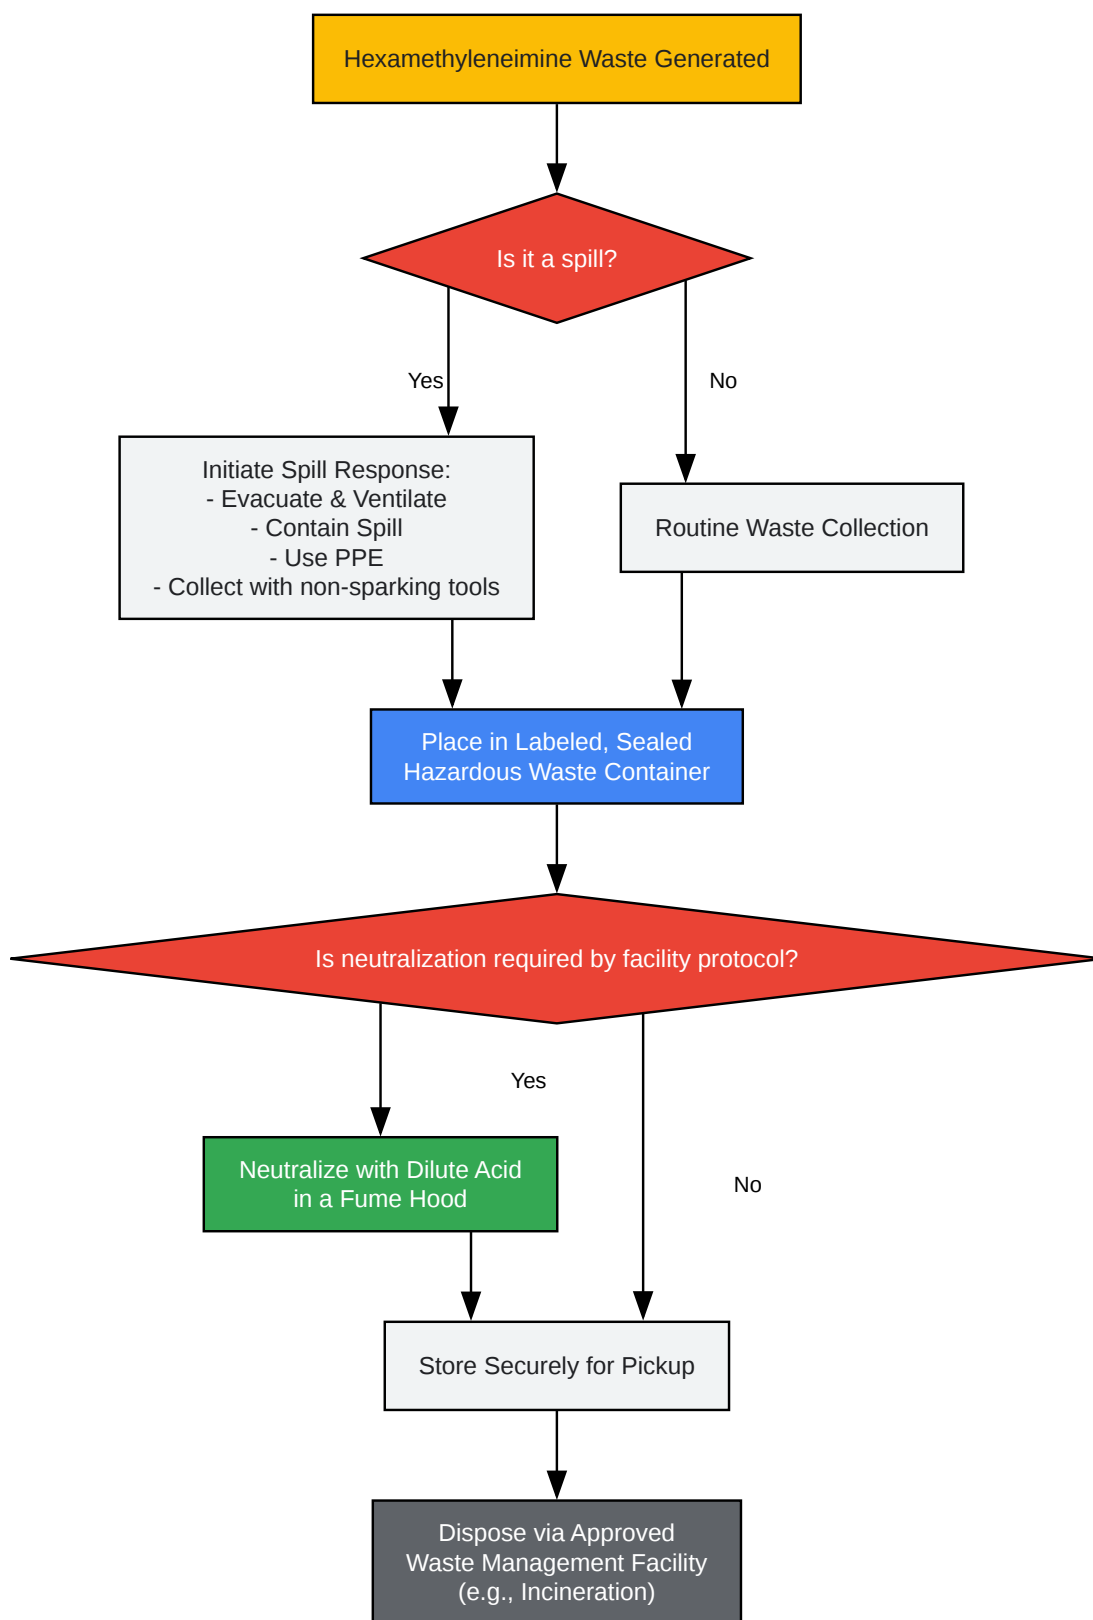 Hexamethyleneimine Waste Generated
Is it a spill?
Yes
No
Initiate Spill Response:
- Evacuate & Ventilate
- Contain Spill
- Use PPE
- Collect with non-sparking tools
Routine Waste Collection
Place in Labeled, Sealed
Hazardous Waste Container
Is neutralization required by facility protocol?
Yes
Neutralize with Dilute Acid
in a Fume Hood
No
Store Securely for Pickup
Dispose via Approved
Waste Management Facility
(e.g., Incineration)